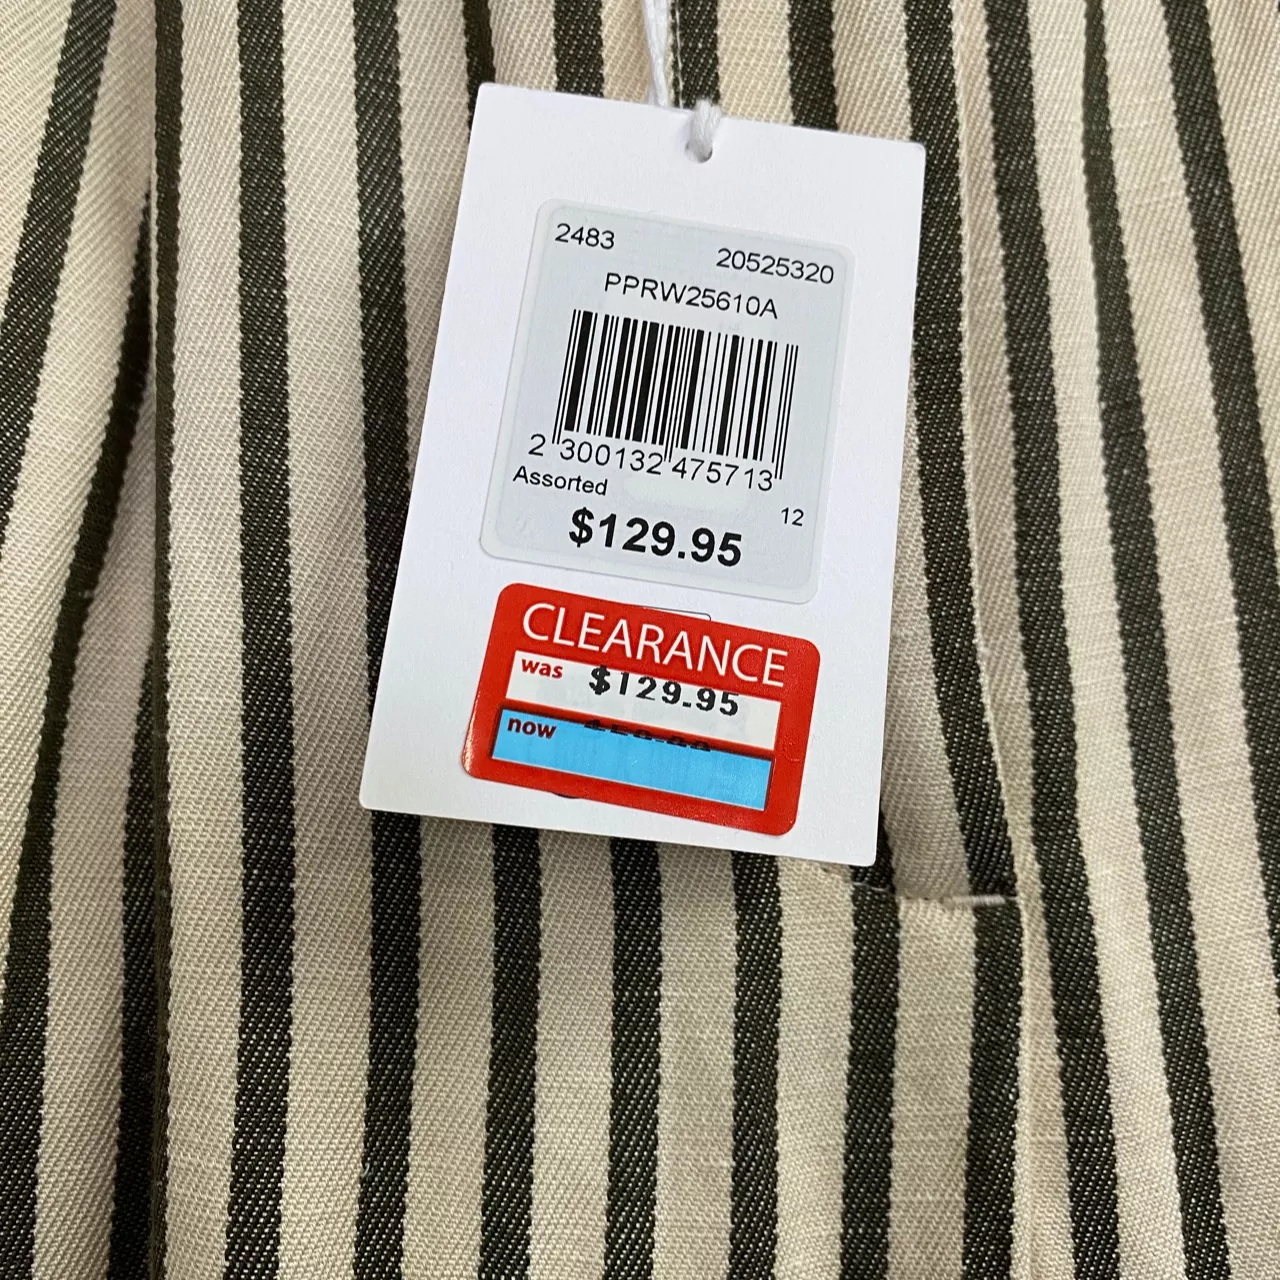 2483 20525320
PPRW25610A
2 300132 475713
Assorted
12
$129.95
CLEARANCE
was $129.95
now